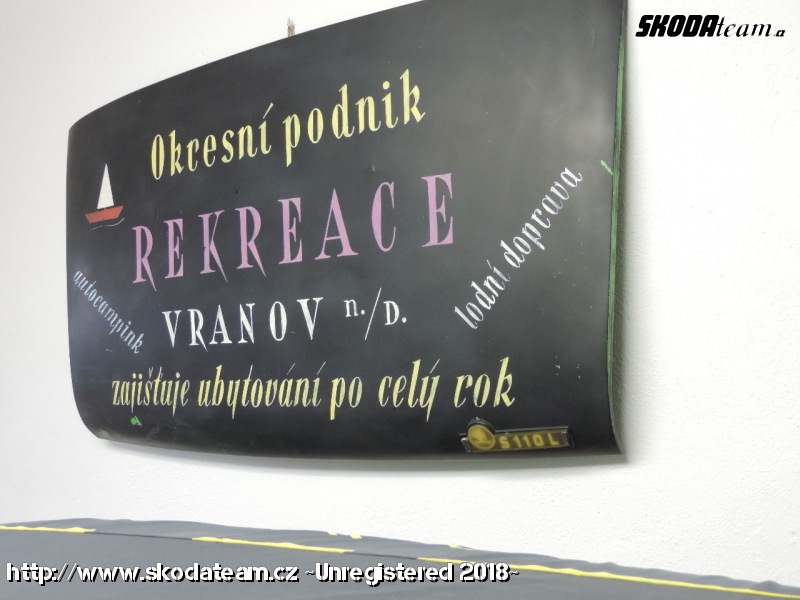 SKODAteam.cz
Okresní podnik
REKREACE
VRANOV n./D.
autocampink
lodní doprava
zajišťuje ubytování po celý rok
S110L
http://www.skodateam.cz ~Unregistered 2018~